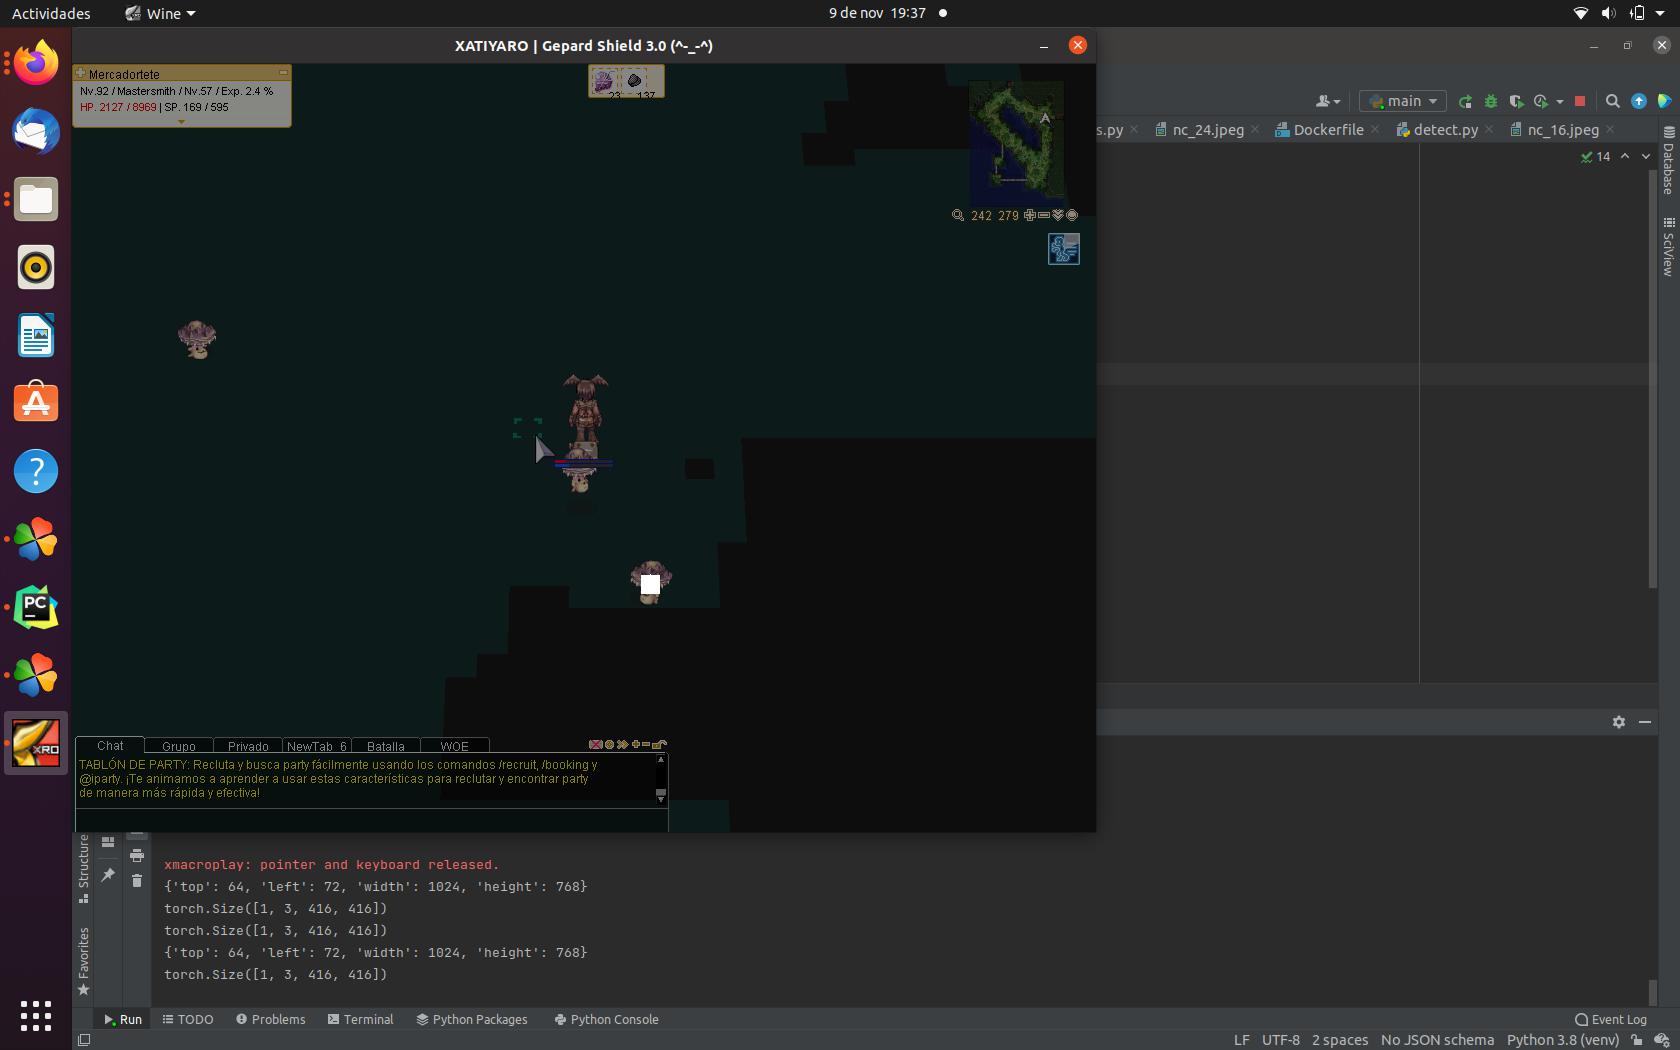 Actividades
Wine
9 de nov 19:37
XATIYARO | Gepard Shield 3.0 (^-_-^)
Mercadortete
Nv.92 / Mastersmith / Nv.57 / Exp. 2.4 %
HP. 2127 / 8969 | SP. 169 / 595
23
137
242 279
main
s.py
nc_24.jpeg
Dockerfile
detect.py
nc_16.jpeg
14
Database
SciView
PC
XRO
Chat
Grupo
Privado
NewTab_6
Batalla
WOE
TABLÓN DE PARTY: Recluta y busca party fácilmente usando los comandos /recruit, /booking y
@iparty. ¡Te animamos a aprender a usar estas características para reclutar y encontrar party
de manera más rápida y efectiva!
Structure
Favorites
xmacroplay: pointer and keyboard released.
{'top': 64, 'left': 72, 'width': 1024, 'height': 768}
torch.Size([1, 3, 416, 416])
torch.Size([1, 3, 416, 416])
{'top': 64, 'left': 72, 'width': 1024, 'height': 768}
torch.Size([1, 3, 416, 416])
Run
TODO
Problems
Terminal
Python Packages
Python Console
Event Log
LF
UTF-8
2 spaces
No JSON schema
Python 3.8 (venv)